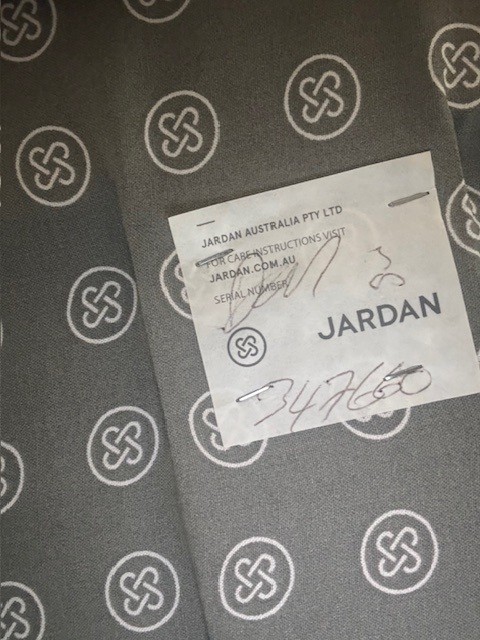 JARDAN AUSTRALIA PTY LTD
FOR CARE INSTRUCTIONS VISIT
JARDAN.COM.AU
SERIAL NUMBER
JARDAN
347660